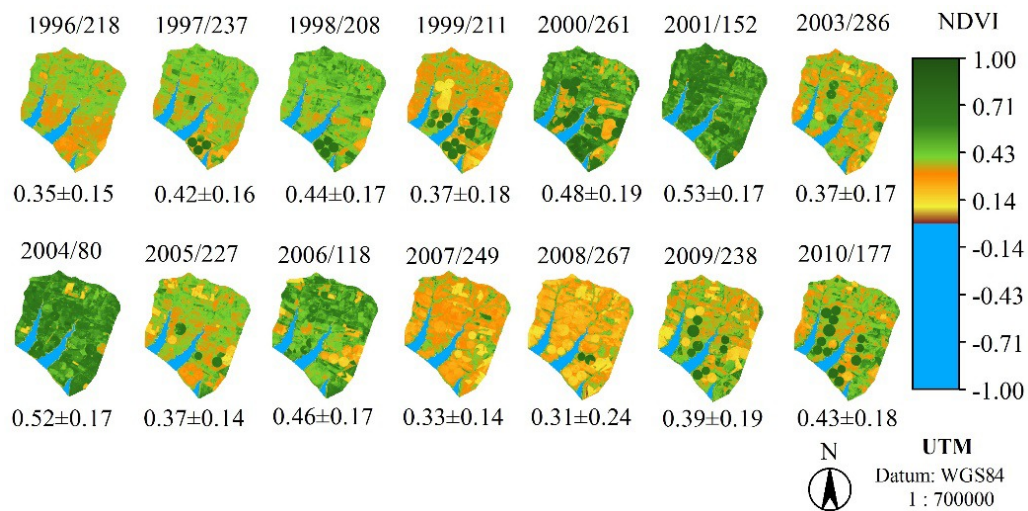 1996/218 1997/237 1998/208 1999/211 2000/261 2001/152 2003/286 NDVI
0.35±0.15 0.42±0.16 0.44±0.17 0.37±0.18 0.48±0.19 0.53±0.17 0.37±0.17
2004/80 2005/227 2006/118 2007/249 2008/267 2009/238 2010/177
0.52±0.17 0.37±0.14 0.46±0.17 0.33±0.14 0.31±0.24 0.39±0.19 0.43±0.18
1.00
0.71
0.43
0.14
-0.14
-0.43
-0.71
-1.00
N
UTM
Datum: WGS84
1 : 700000